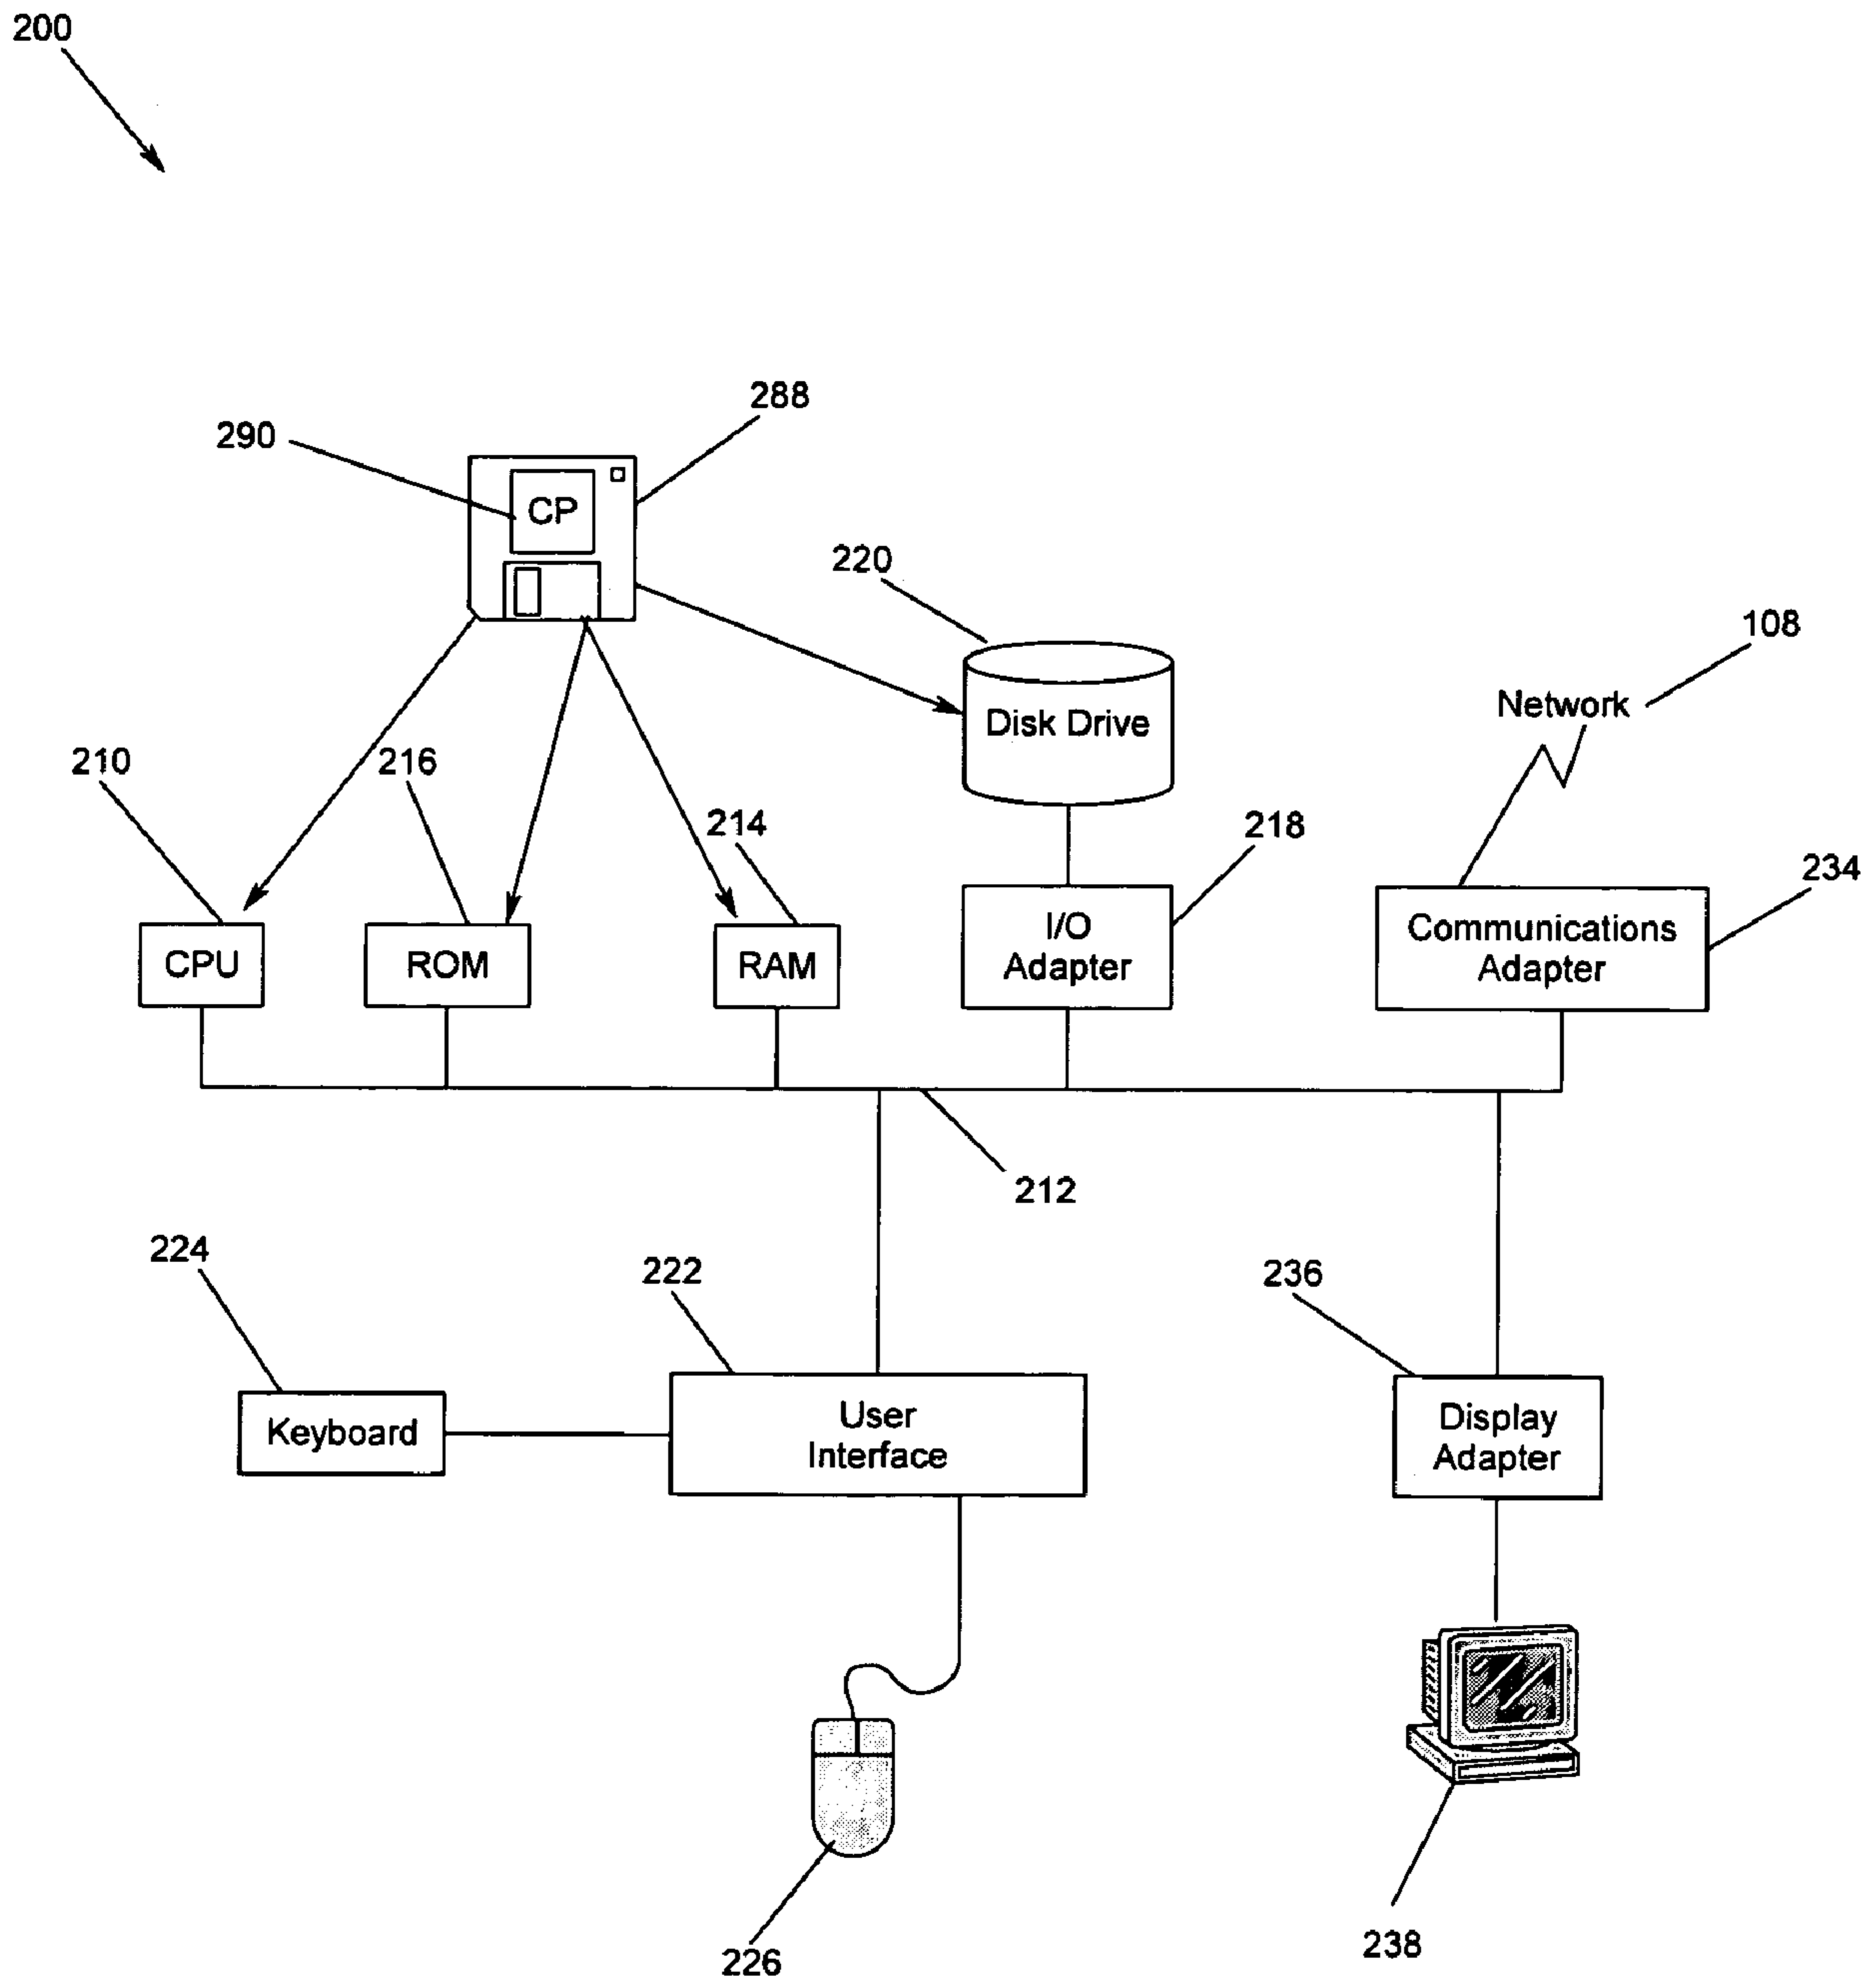 200
288
290
CP
220
108
Network
Disk Drive
210
216
214
218
234
CPU
ROM
RAM
I/O
Adapter
Communications
Adapter
212
224
222
236
Keyboard
User
Interface
Display
Adapter
226
238